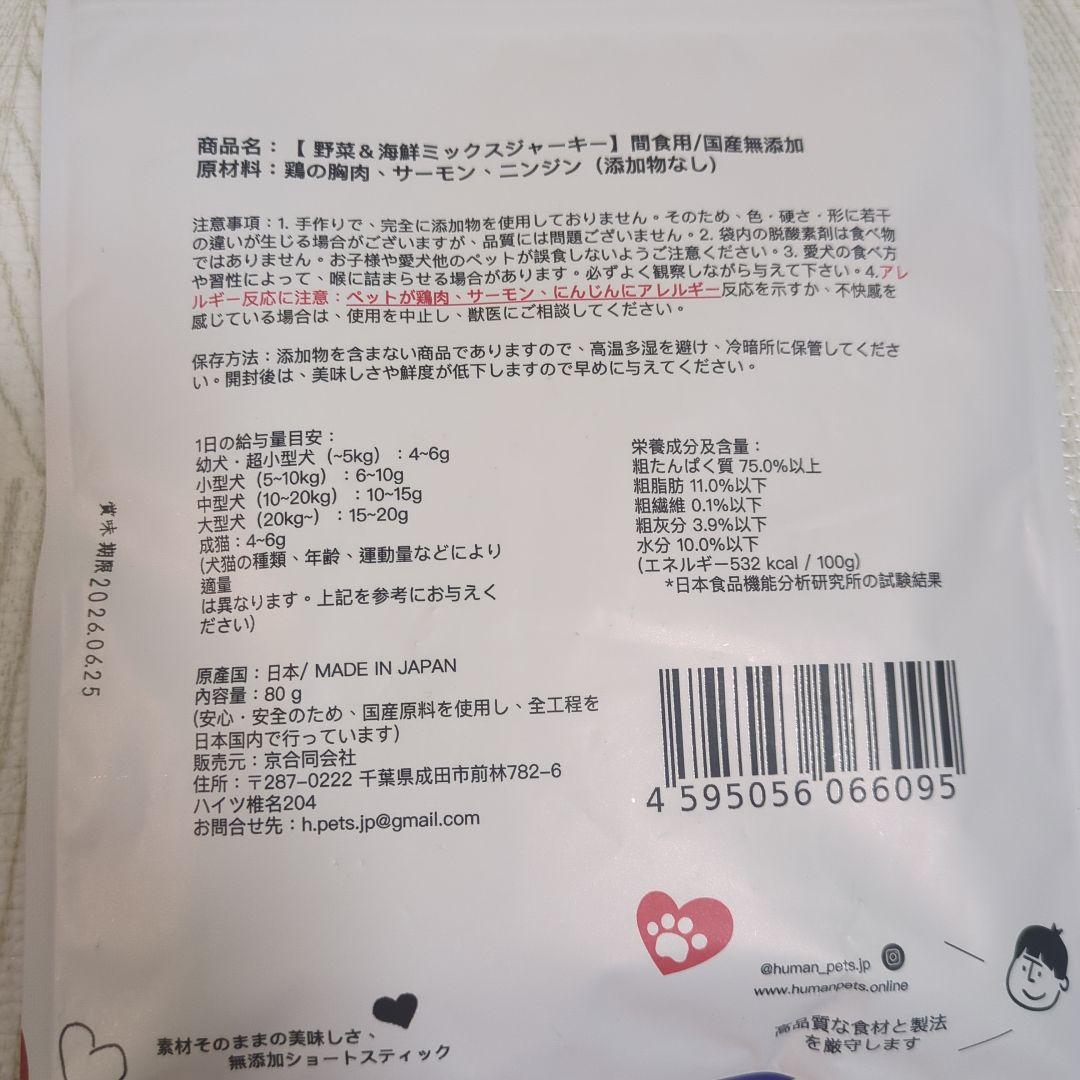 商品名：【 野菜＆海鮮ミックスジャーキー】間食用/国産無添加
原材料：鶏の胸肉、サーモン、ニンジン（添加物なし）
注意事項：1. 手作りで、完全に添加物を使用しておりません。そのため、色・硬さ・形に若干
の違いが生じる場合がございますが、品質には問題ございません。2. 袋内の脱酸素剤は食べ物
ではありません。お子様や愛犬他のペットが誤食しないようご注意ください。3. 愛犬の食べ方
や習性によって、喉に詰まらせる場合があります。必ずよく観察しながら与えて下さい。4.アレ
ルギー反応に注意：ペットが鶏肉、サーモン、にんじんにアレルギー反応を示すか、不快感を
感じている場合は、使用を中止し、獣医にご相談してください。
保存方法：添加物を含まない商品でありますので、高温多湿を避け、冷暗所に保管してくださ
い。開封後は、美味しさや鮮度が低下しますので早めに与えてください。
1日の給与量目安：
幼犬・超小型犬（~5kg）：4~6g
小型犬（5~10kg）：6~10g
中型犬（10~20kg）：10~15g
大型犬（20kg~）：15~20g
成猫：4~6g
(犬猫の種類、年齢、運動量などにより
適量
は異なります。上記を参考にお与えく
ださい)
栄養成分及含量：
粗たんぱく質 75.0%以上
粗脂肪 11.0%以下
粗繊維 0.1%以下
粗灰分 3.9%以下
水分 10.0%以下
(エネルギー532 kcal / 100g)
*日本食品機能分析研究所の試験結果
賞味期限2026.06.25
原産国：日本/ MADE IN JAPAN
内容量：80 g
(安心・安全のため、国産原料を使用し、全工程を
日本国内で行っています)
販売元：京合同会社
住所：〒287-0222 千葉県成田市前林782-6
ハイツ椎名204
お問合せ先：h.pets.jp@gmail.com
4 595056 066095
@human_pets.jp
www.humanpets.online
素材そのままの美味しさ、
無添加ショートスティック
高品質な食材と製法
を厳守します